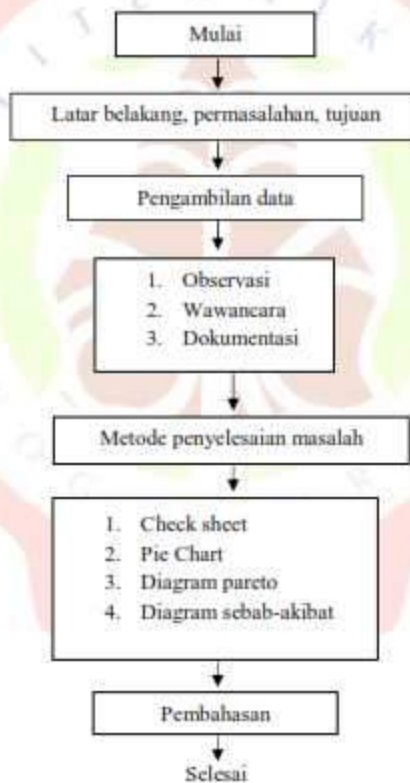 Mulai
Latar belakang, permasalahan, tujuan
Pengambilan data
1. Observasi
2. Wawancara
3. Dokumentasi
Metode penyelesaian masalah
1. Check sheet
2. Pie Chart
3. Diagram pareto
4. Diagram sebab-akibat
Pembahasan
Selesai